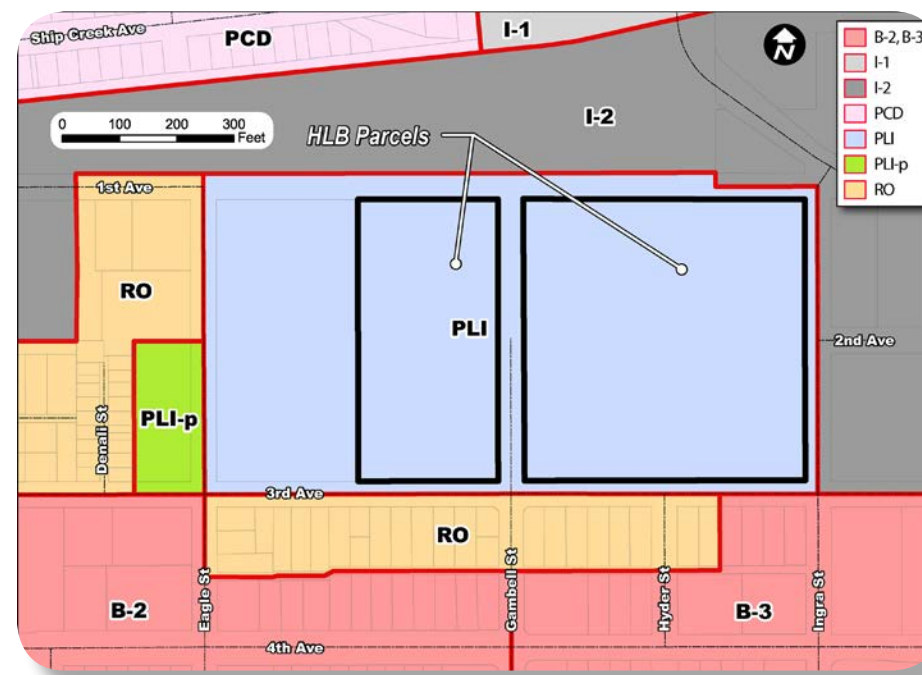 Ship Creek Ave
PCD
I-1
N
B-2, B-3
I-1
I-2
PCD
PLI
PLI-p
RO
0 100 200 300
Feet
HLB Parcels
I-2
1st Ave
RO
PLI
2nd Ave
PLI-p
Denali St
3rd Ave
RO
Eagle St
Gambell St
Hyder St
Ingra St
B-2
B-3
4th Ave